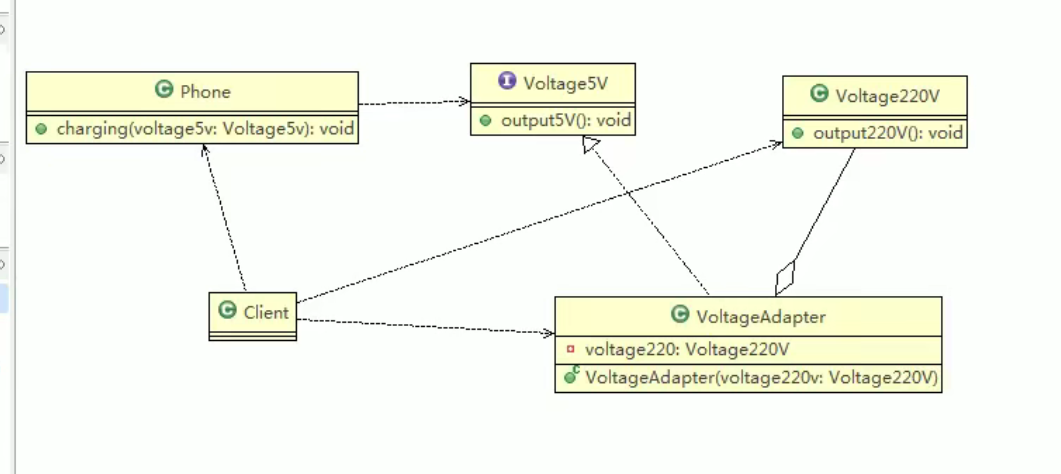 Phone
charging(voltage5v: Voltage5v): void
Voltage5V
output5V(): void
Voltage220V
output220V(): void
Client
VoltageAdapter
voltage220: Voltage220V
VoltageAdapter(voltage220v: Voltage220V)